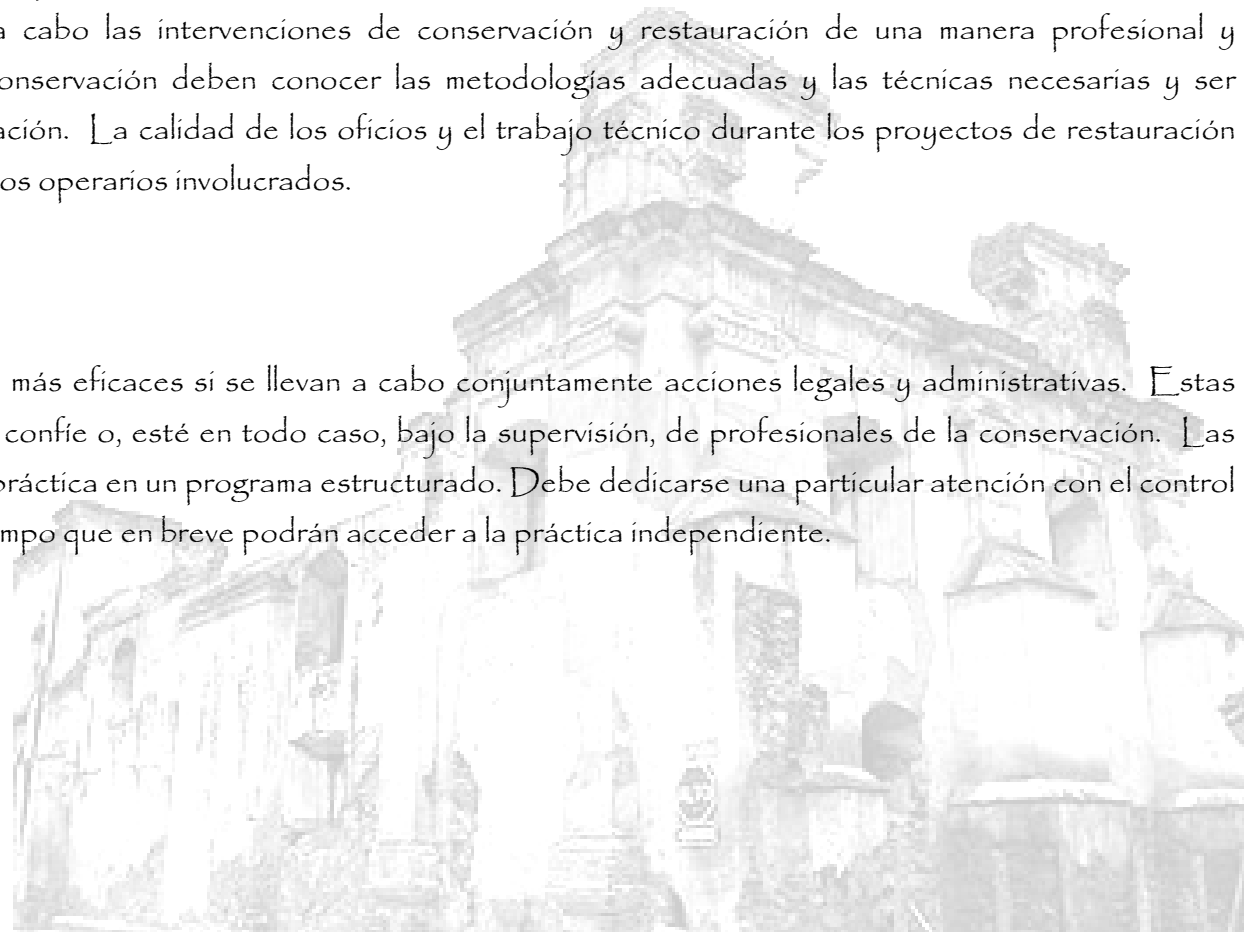 a cabo las intervenciones de conservación y restauración de una manera profesional y
onservación deben conocer las metodologías adecuadas y las técnicas necesarias y ser
ación. La calidad de los oficios y el trabajo técnico durante los proyectos de restauración
os operarios involucrados.
más eficaces si se llevan a cabo conjuntamente acciones legales y administrativas. Estas
confíe o, esté en todo caso, bajo la supervisión, de profesionales de la conservación. Las
práctica en un programa estructurado. Debe dedicarse una particular atención con el control
mpo que en breve podrán acceder a la práctica independiente.